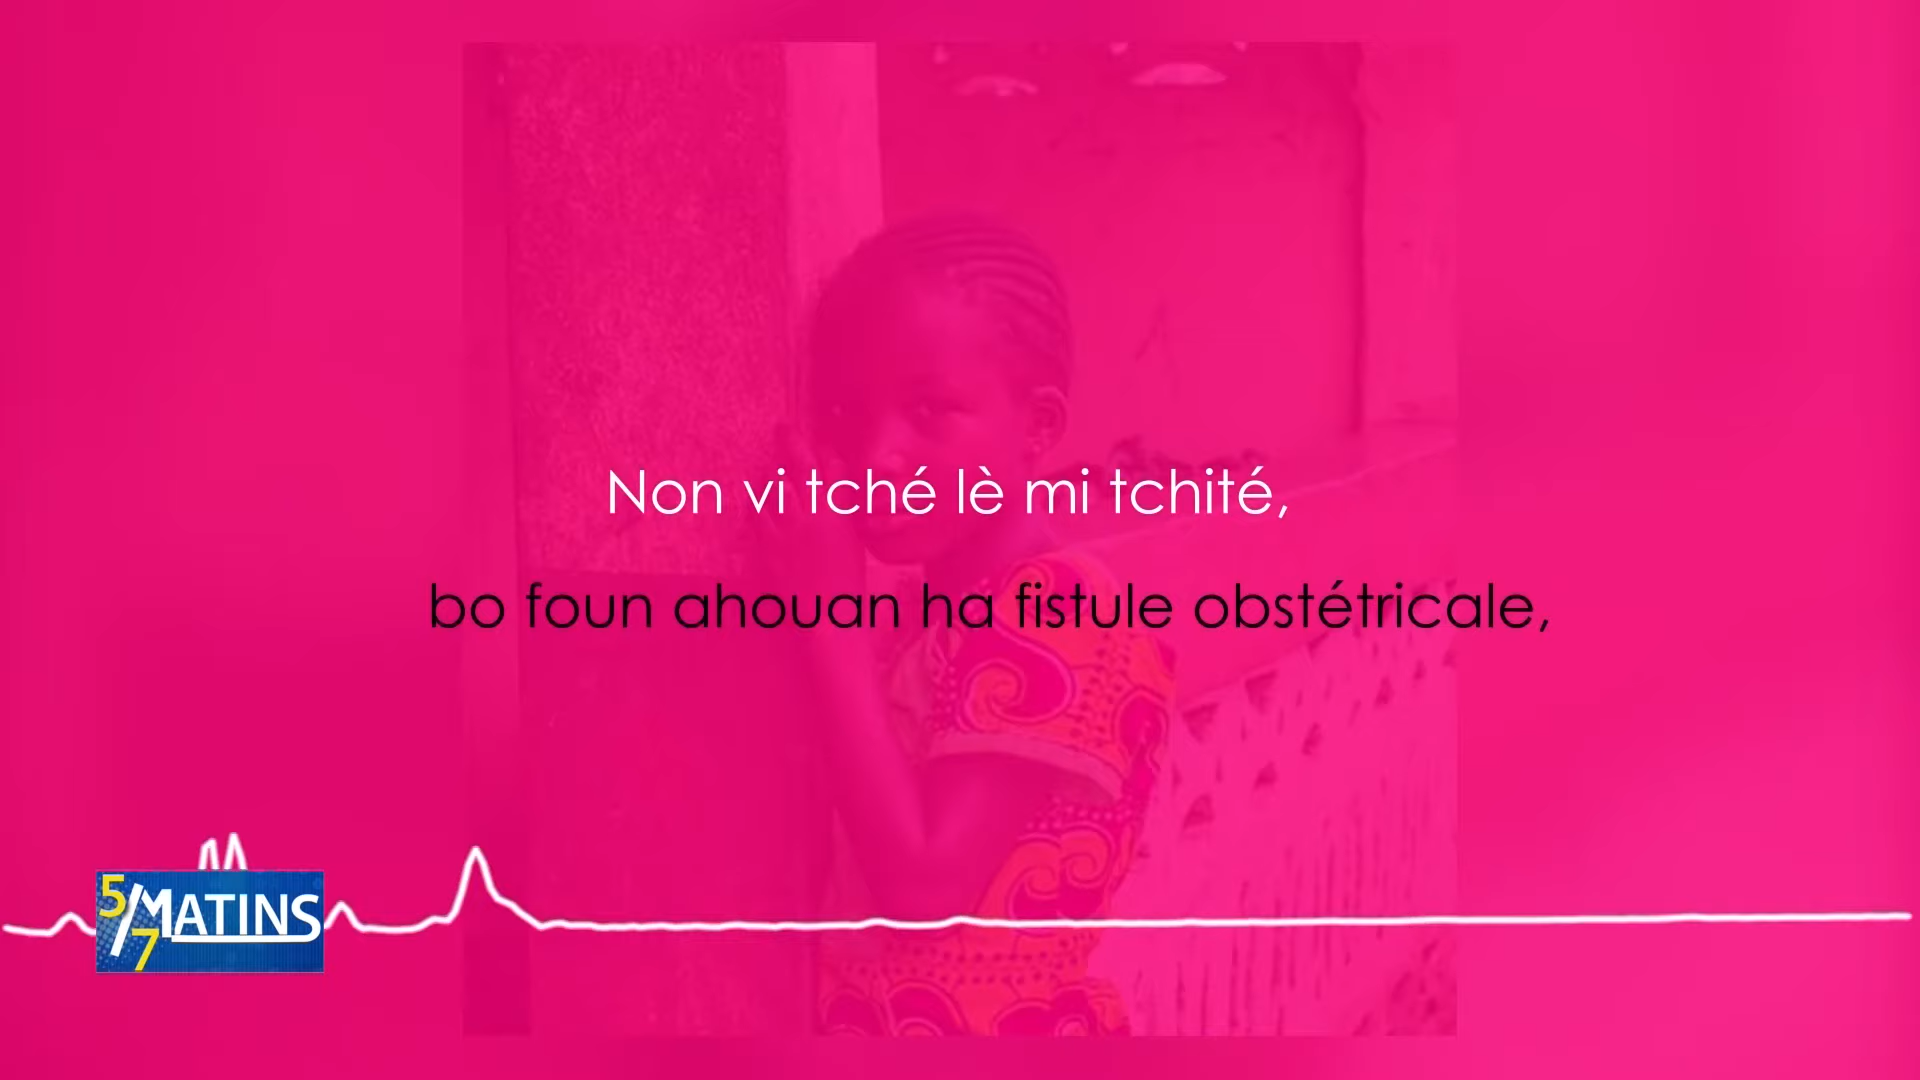 Non vi tché lè mi tchité,
bo foun ahouan ha fistule obstétricale,
5/7 MATINS